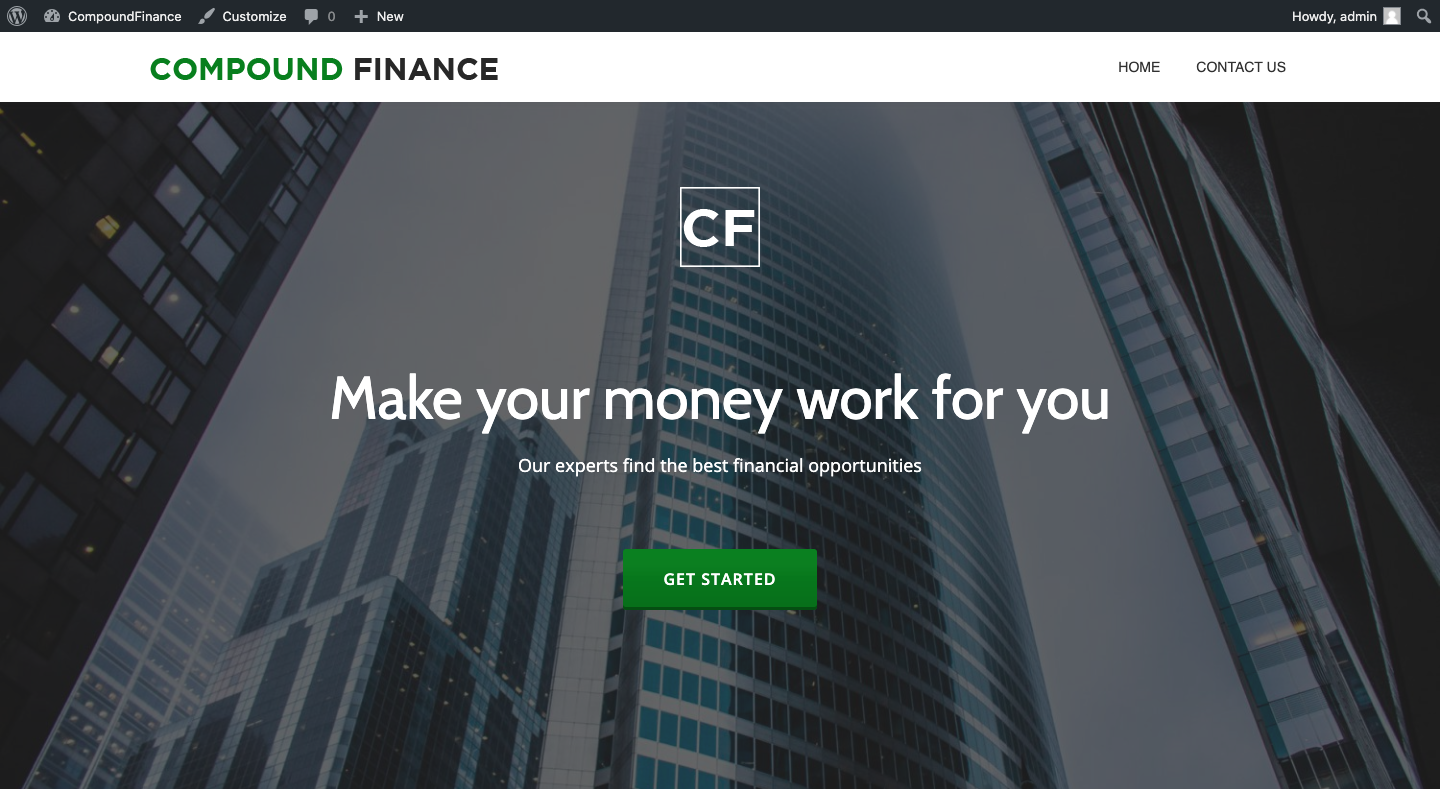 CompoundFinance Customize 0 New Howdy, admin
COMPOUND FINANCE HOME CONTACT US
CF
Make your money work for you
Our experts find the best financial opportunities
GET STARTED